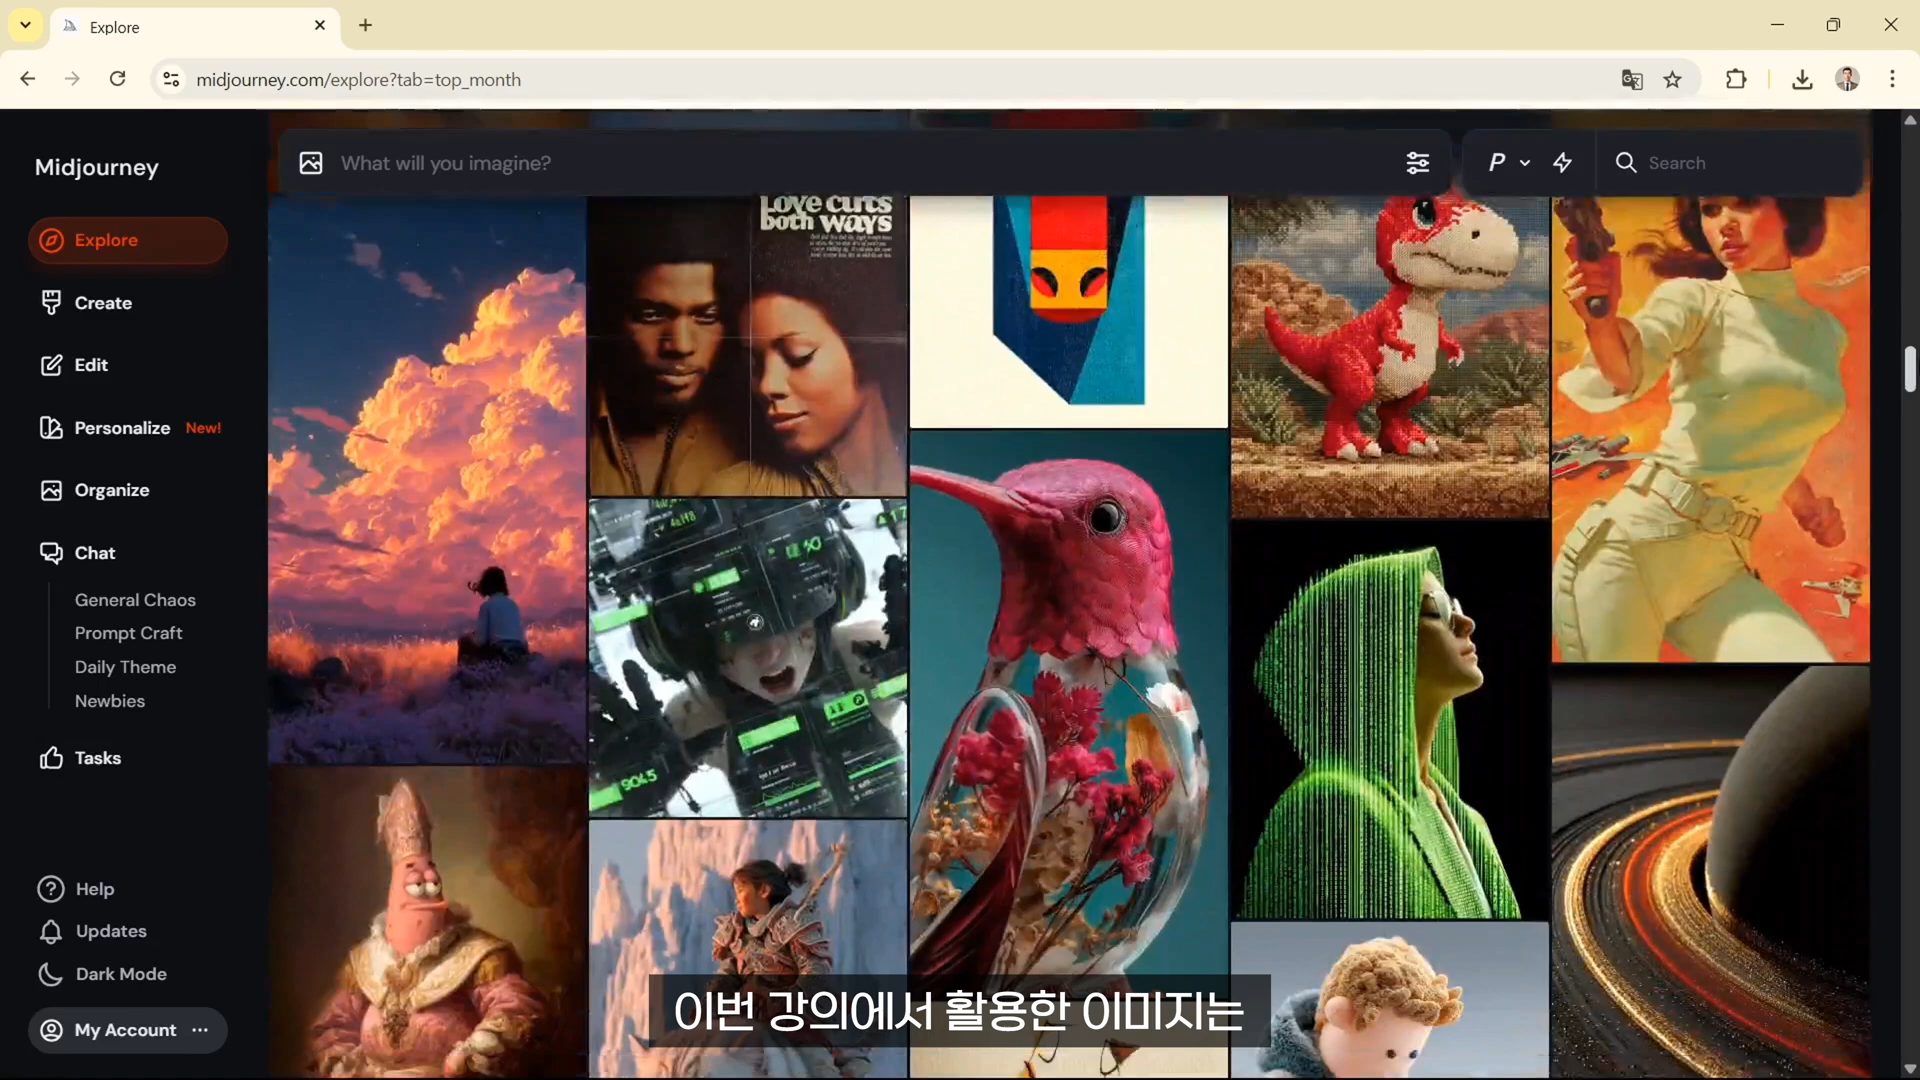 Explore
midjourney.com/explore?tab=top_month
Midjourney
What will you imagine?
P
Search
Explore
Create
Edit
Personalize New!
Organize
Chat
General Chaos
Prompt Craft
Daily Theme
Newbies
Tasks
Help
Updates
Dark Mode
My Account ...
Love cuts
both ways
이번 강의에서 활용한 이미지는